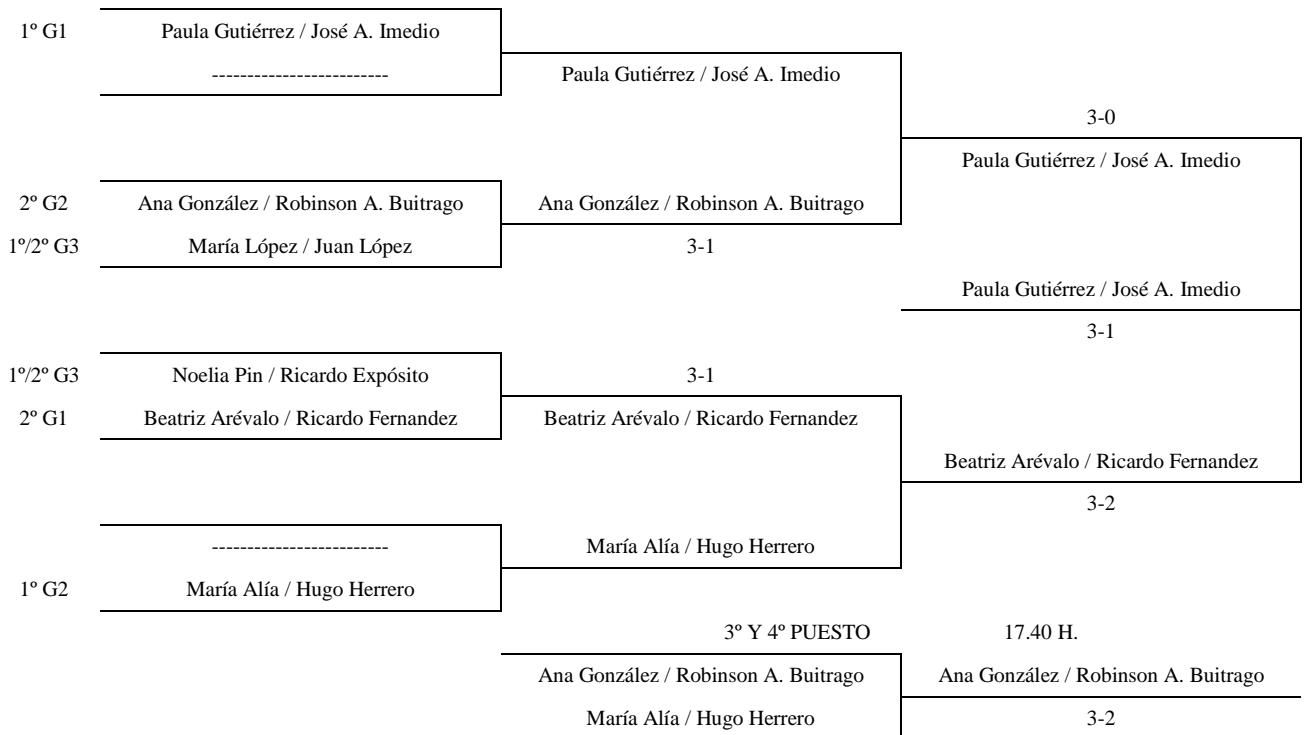 1º G1 Paula Gutiérrez / José A. Imedio
------------------------- Paula Gutiérrez / José A. Imedio
3-0
Paula Gutiérrez / José A. Imedio
2º G2 Ana González / Robinson A. Buitrago Ana González / Robinson A. Buitrago
1º/2º G3 María López / Juan López 3-1
Paula Gutiérrez / José A. Imedio
3-1
1º/2º G3 Noelia Pin / Ricardo Expósito 3-1
2º G1 Beatriz Arévalo / Ricardo Fernandez Beatriz Arévalo / Ricardo Fernandez
Beatriz Arévalo / Ricardo Fernandez
3-2
------------------------- María Alía / Hugo Herrero
1º G2 María Alía / Hugo Herrero
3º Y 4º PUESTO 17.40 H.
Ana González / Robinson A. Buitrago Ana González / Robinson A. Buitrago
María Alía / Hugo Herrero 3-2